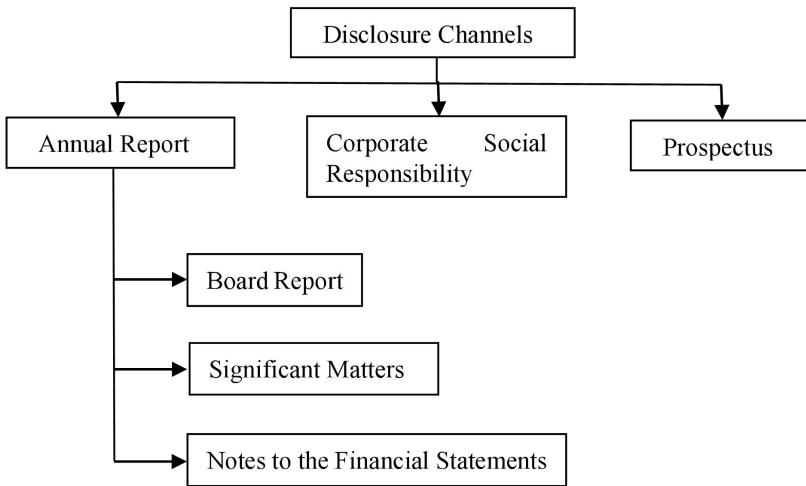 Disclosure Channels
Annual Report
Corporate Social
Responsibility
Prospectus
Board Report
Significant Matters
Notes to the Financial Statements